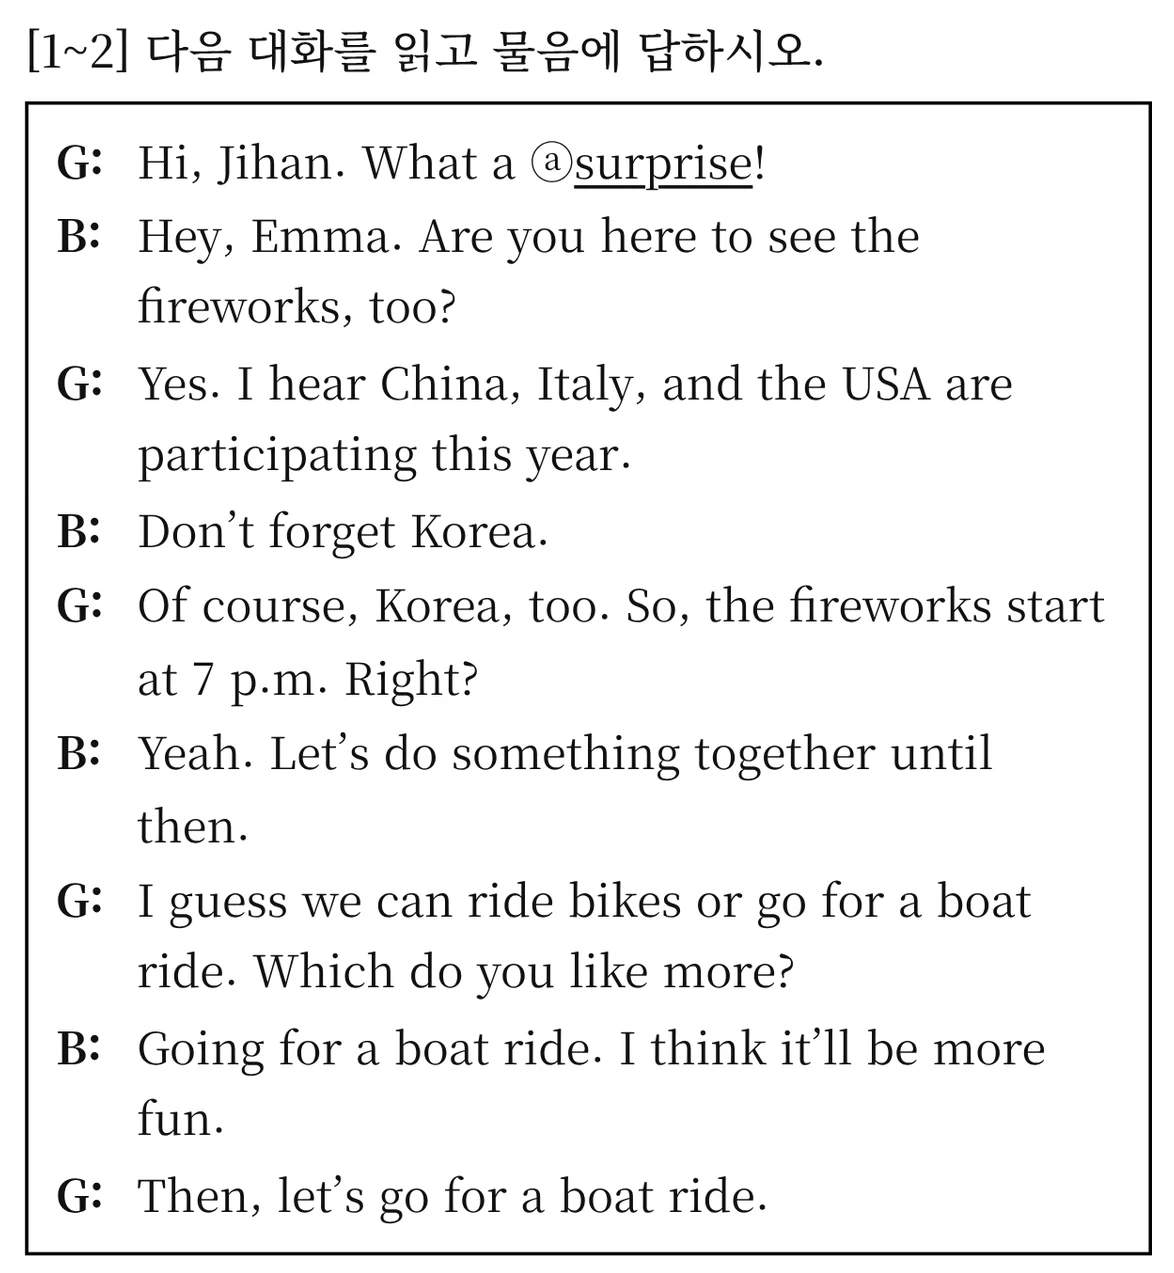 [1~2] 다음 대화를 읽고 물음에 답하시오.
G: Hi, Jihan. What a ⓐsurprise!
B: Hey, Emma. Are you here to see the
fireworks, too?
G: Yes. I hear China, Italy, and the USA are
participating this year.
B: Don’t forget Korea.
G: Of course, Korea, too. So, the fireworks start
at 7 p.m. Right?
B: Yeah. Let’s do something together until
then.
G: I guess we can ride bikes or go for a boat
ride. Which do you like more?
B: Going for a boat ride. I think it’ll be more
fun.
G: Then, let’s go for a boat ride.